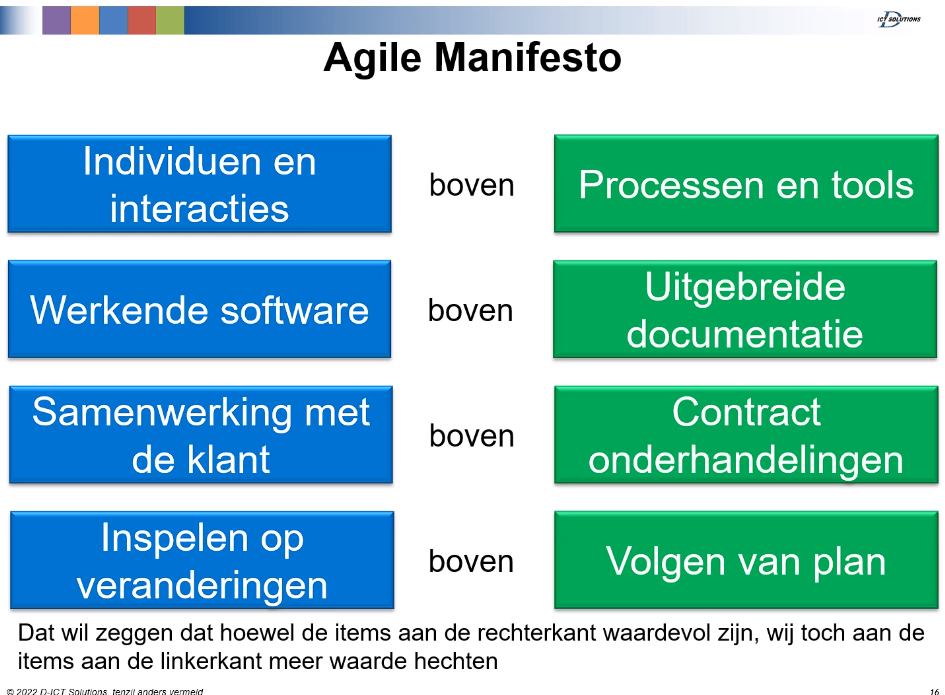 ICT SOLUTIONS
Agile Manifesto
Individuen en
interacties
boven
Processen en tools
Werkende software
boven
Uitgebreide
documentatie
Samenwerking met
de klant
boven
Contract
onderhandelingen
Inspelen op
veranderingen
boven
Volgen van plan
Dat wil zeggen dat hoewel de items aan de rechterkant waardevol zijn, wij toch aan de
items aan de linkerkant meer waarde hechten
© 2022 D-ICT Solutions, tenzij anders vermeld
16